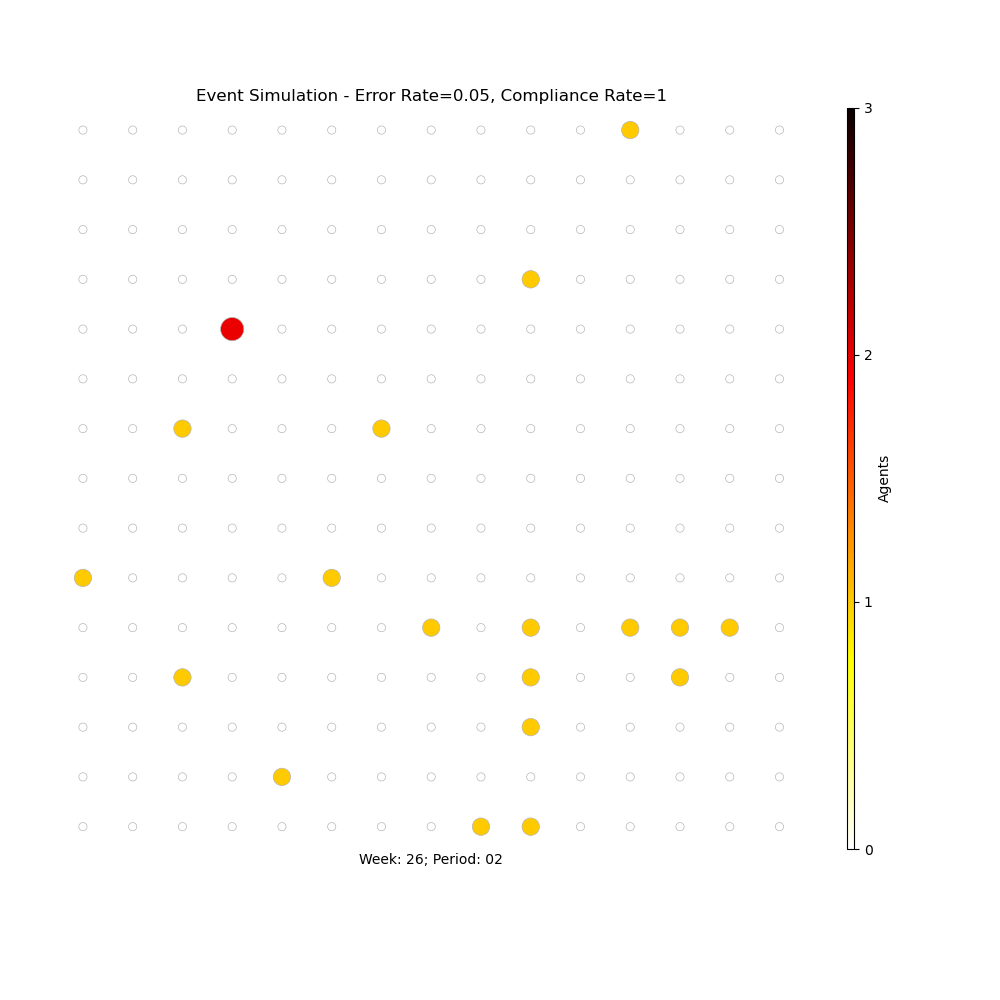 Event Simulation - Error Rate=0.05, Compliance Rate=1
3
2
Agents
1
0
Week: 26; Period: 02